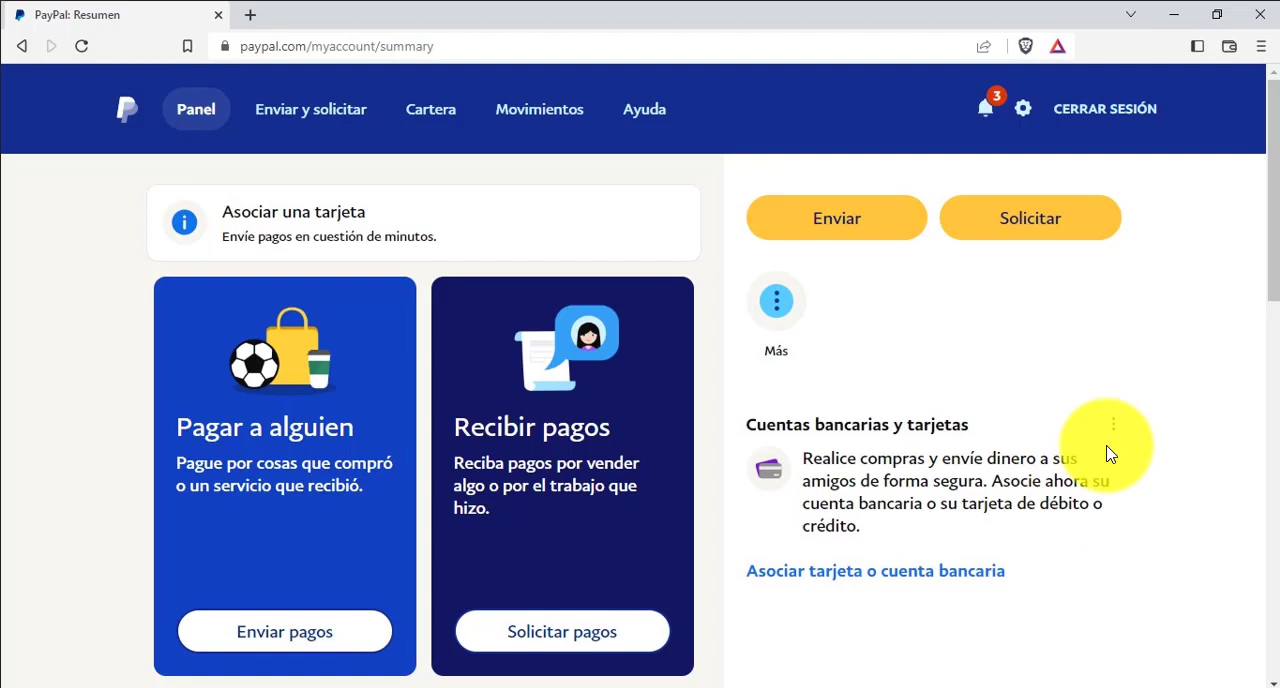 PayPal: Resumen
paypal.com/myaccount/summary
Panel
Enviar y solicitar
Cartera
Movimientos
Ayuda
3
CERRAR SESIÓN
Asociar una tarjeta
Envíe pagos en cuestión de minutos.
Pagar a alguien
Pague por cosas que compró
o un servicio que recibió.
Enviar pagos
Recibir pagos
Reciba pagos por vender
algo o por el trabajo que
hizo.
Solicitar pagos
Enviar
Solicitar
Más
Cuentas bancarias y tarjetas
Realice compras y envíe dinero a sus
amigos de forma segura. Asocie ahora su
cuenta bancaria o su tarjeta de débito o
crédito.
Asociar tarjeta o cuenta bancaria